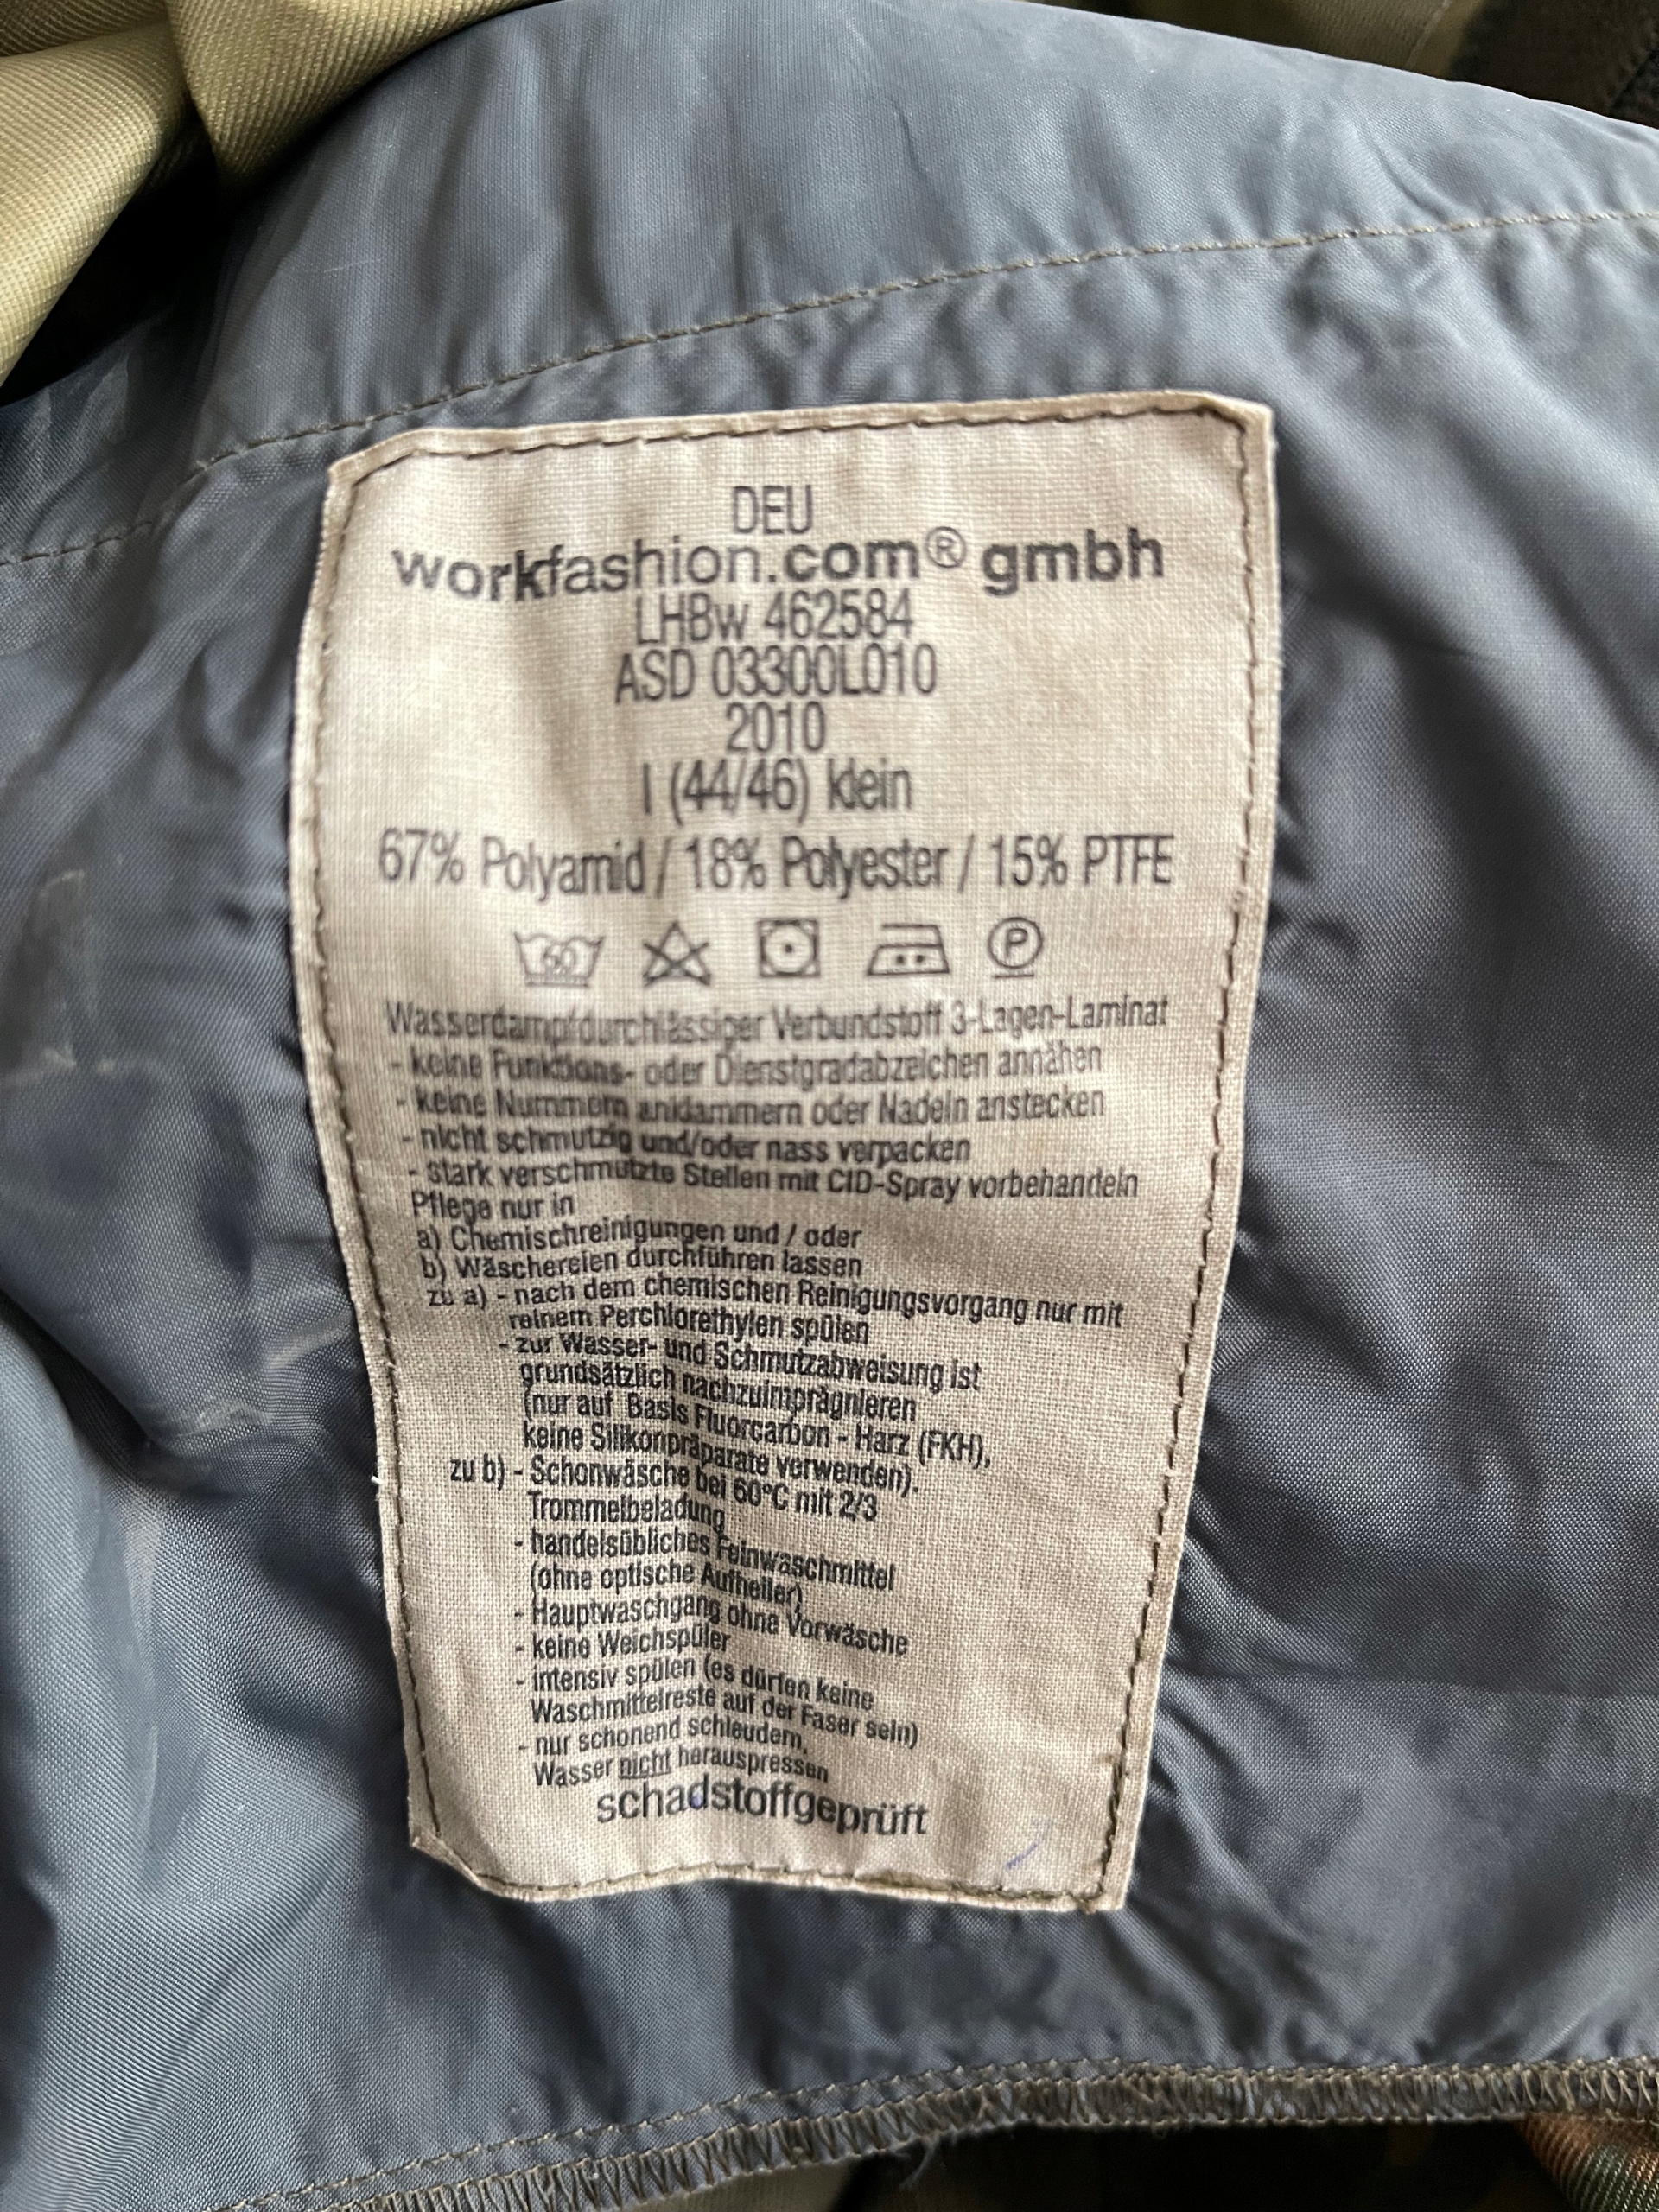 DEU
workfashion.com® gmbh
LHBw 462584
ASD 03300L010
2010
I (44/46) klein
67% Polyamid / 18% Polyester / 15% PTFE
60 P
Wasserdampfdurchlässiger Verbundstoff 3-Lagen-Laminat
- keine Funktions- oder Dienstgradabzeichen annähen
- keine Nummern anklammern oder Nadeln anstecken
- nicht schmutzig und/oder nass verpacken
- stark verschmutzte Stellen mit CID-Spray vorbehandeln
Pflege nur in
a) Chemischreinigungen und / oder
b) Wäschereien durchführen lassen
zu a) - nach dem chemischen Reinigungsvorgang nur mit
reinem Perchlorethylen spülen
- zur Wasser- und Schmutzabweisung ist
grundsätzlich nachzuimprägnieren
(nur auf Basis Fluorcarbon - Harz (FKH),
keine Silikonpräparate verwenden).
zu b) - Schonwäsche bei 60°C mit 2/3
Trommelbeladung
- handelsübliches Feinwaschmittel
(ohne optische Aufheller)
- Hauptwaschgang ohne Vorwäsche
- keine Weichspüler
- intensiv spülen (es dürfen keine
Waschmittelreste auf der Faser sein)
- nur schonend schleudern,
Wasser nicht herauspressen
schadstoffgeprüft